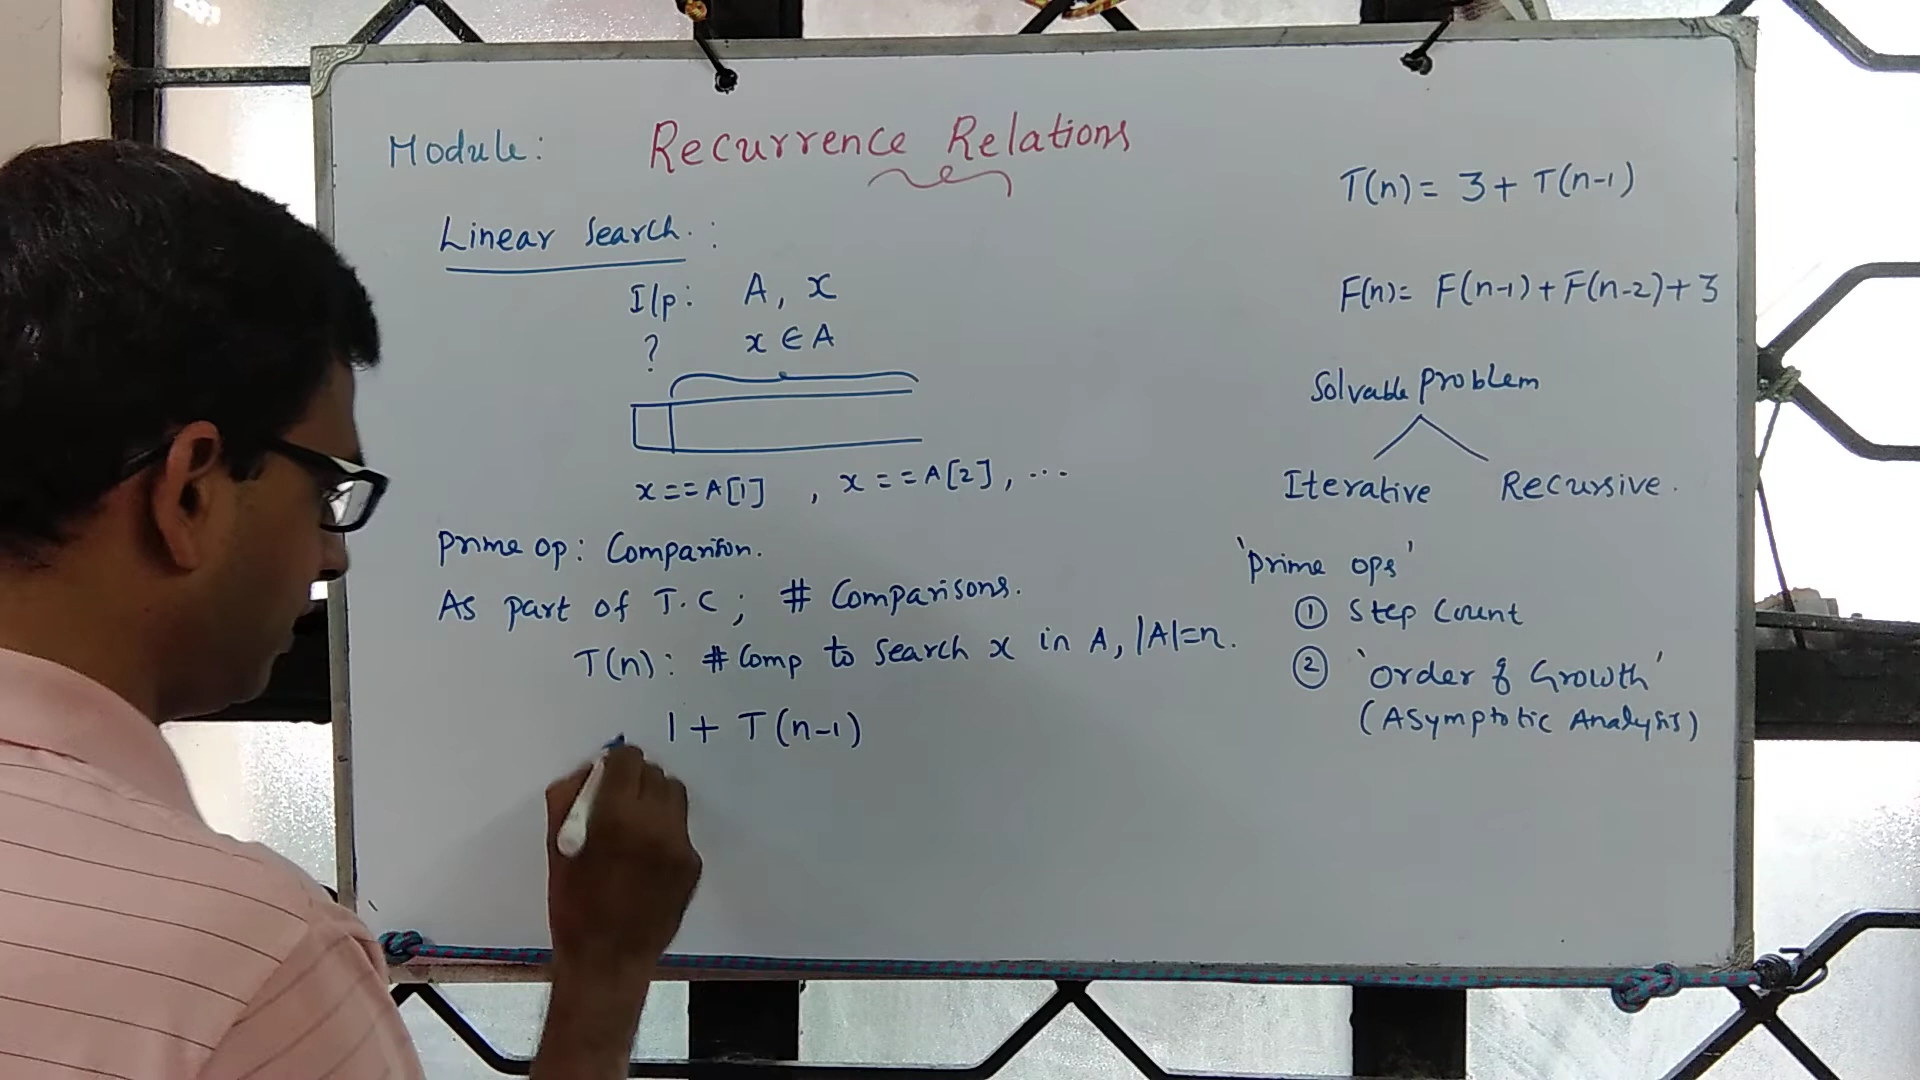 Module: Recurrence Relations
Linear Search. :
I/p: A, x
? x ∈ A
x==A[1] , x==A[2], ...
Prime op: Comparison.
As part of T.C; # Comparisons.
T(n): # Comp to Search x in A, |A|=n.
1 + T(n-1)
T(n) = 3 + T(n-1)
F(n) = F(n-1) + F(n-2) + 3
Solvable Problem
Iterative Recursive.
'Prime ops'
① Step Count
② 'Order of Growth'
(Asymptotic Analysis)